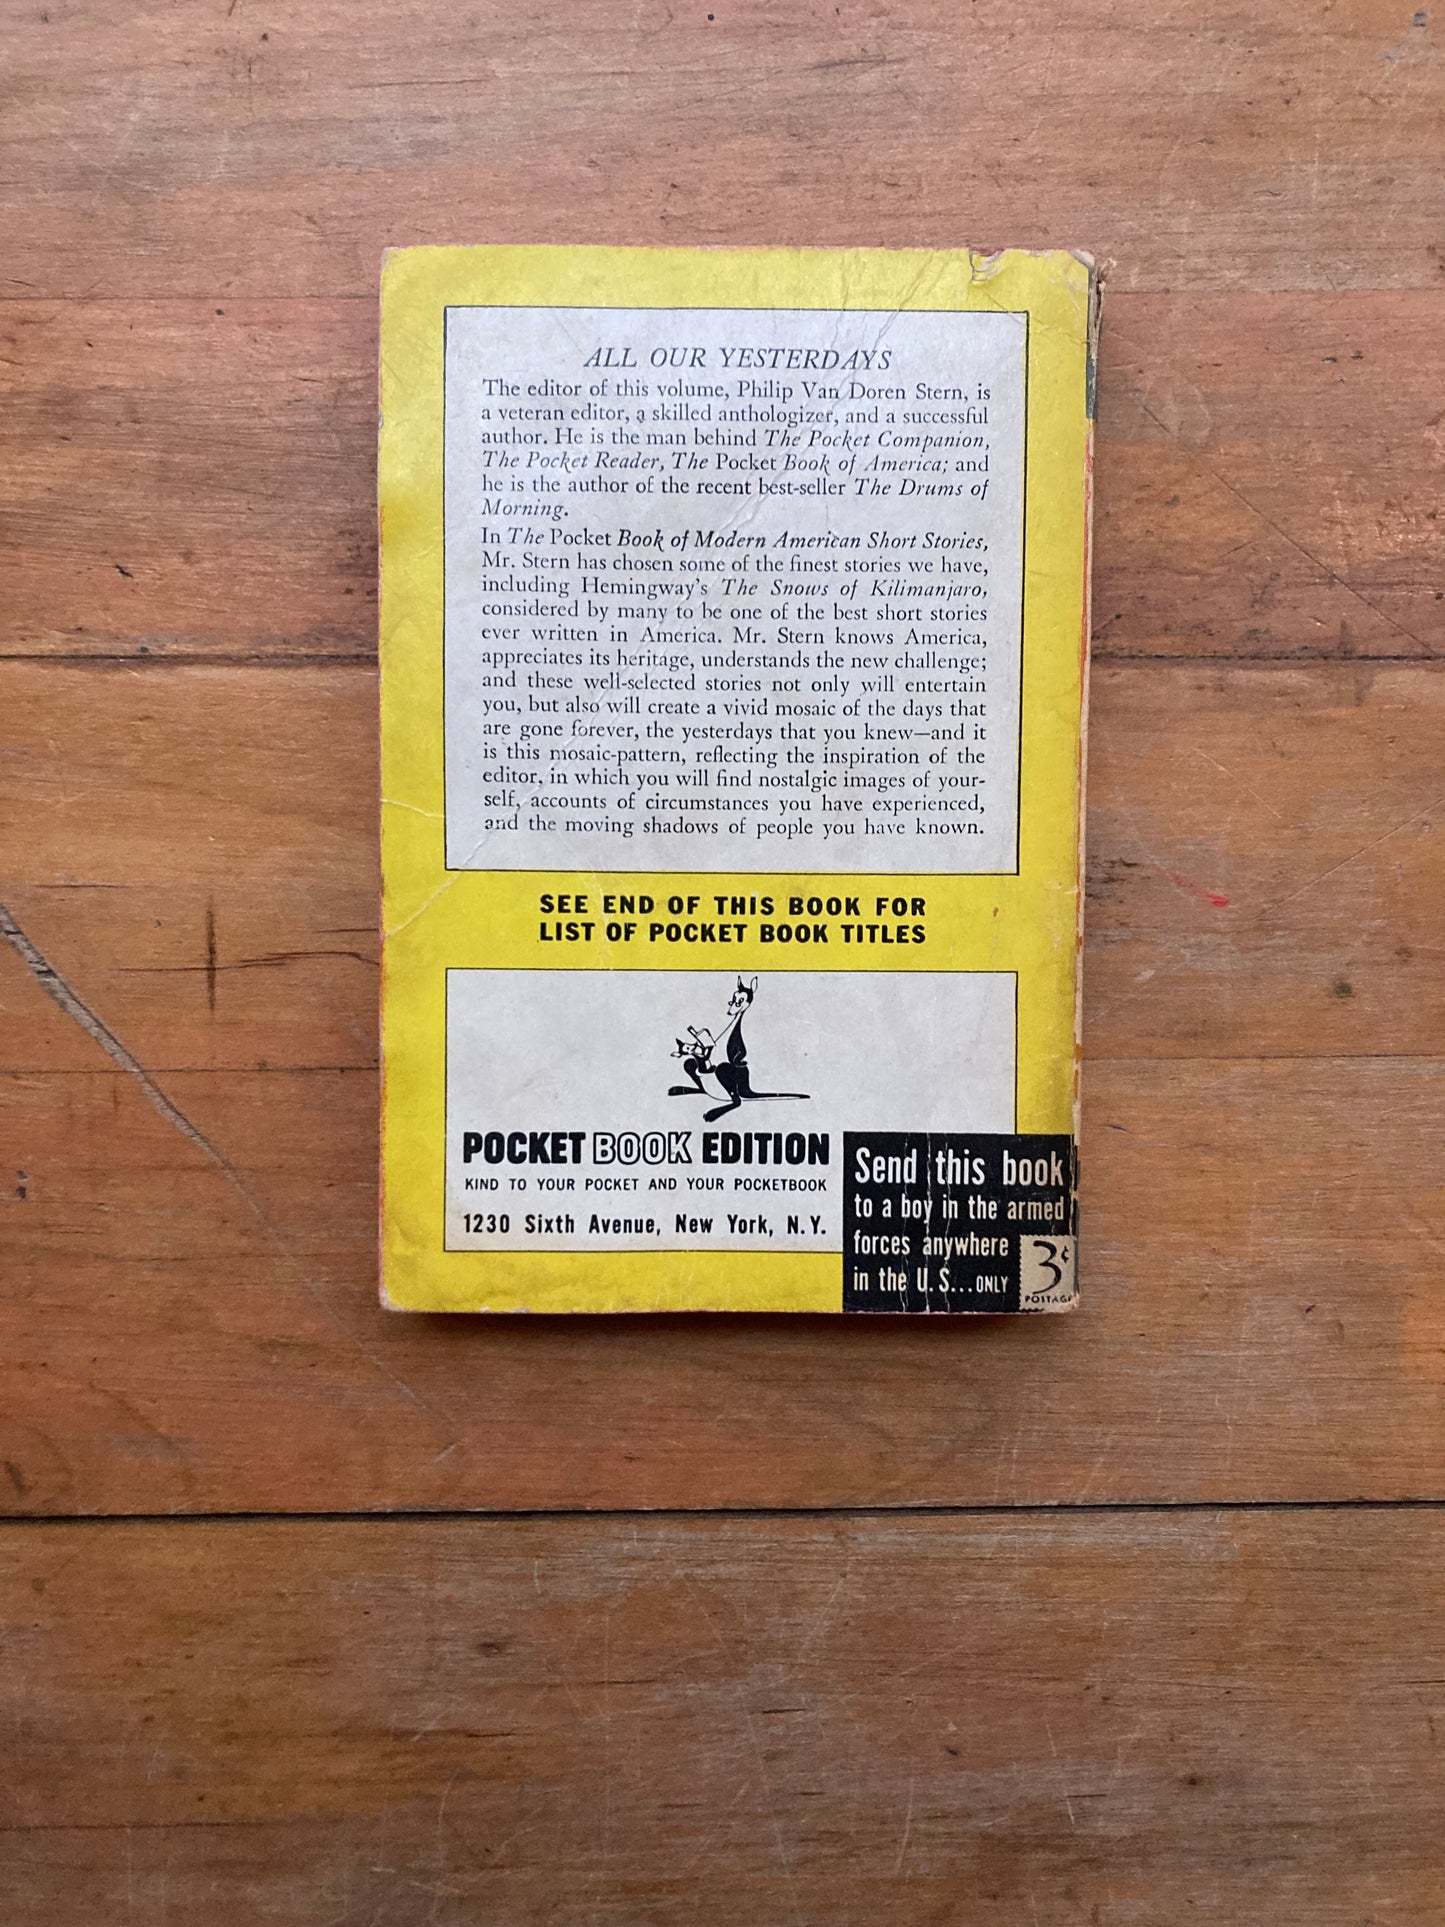 ALL OUR YESTERDAYS
The editor of this volume, Philip Van Doren Stern, is
a veteran editor, a skilled anthologizer, and a successful
author. He is the man behind The Pocket Companion,
The Pocket Reader, The Pocket Book of America; and
he is the author of the recent best-seller The Drums of
Morning.
In The Pocket Book of Modern American Short Stories,
Mr. Stern has chosen some of the finest stories we have,
including Hemingway's The Snows of Kilimanjaro,
considered by many to be one of the best short stories
ever written in America. Mr. Stern knows America,
appreciates its heritage, understands the new challenge;
and these well-selected stories not only will entertain
you, but also will create a vivid mosaic of the days that
are gone forever, the yesterdays that you knew—and it
is this mosaic-pattern, reflecting the inspiration of the
editor, in which you will find nostalgic images of your-
self, accounts of circumstances you have experienced,
and the moving shadows of people you have known.
SEE END OF THIS BOOK FOR
LIST OF POCKET BOOK TITLES
POCKET BOOK EDITION
KIND TO YOUR POCKET AND YOUR POCKETBOOK
1230 Sixth Avenue, New York, N.Y.
Send this book
to a boy in the armed
forces anywhere
in the U.S...ONLY
3¢
POSTAGE